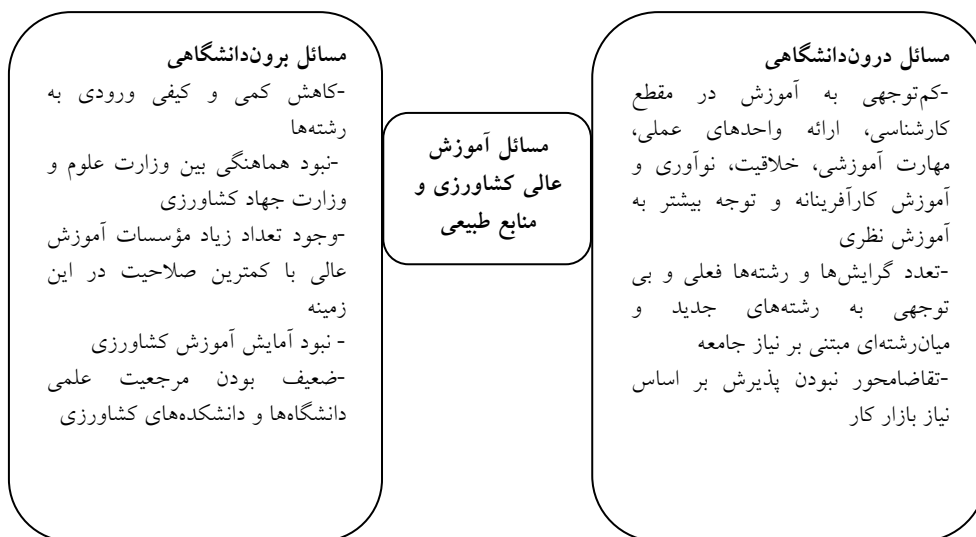 مسائل درون‌دانشگاهی
-کم‌توجهی به آموزش در مقطع
کارشناسی، ارائه واحدهای عملی،
مهارت آموزشی، خلاقیت، نوآوری و
آموزش کارآفرینانه و توجه بیشتر به
آموزش نظری
-تعدد گرایش‌ها و رشته‌ها فعلی و بی
توجهی به رشته‌های جدید و
میان‌رشته‌ای مبتنی بر نیاز جامعه
-تقاضامحور نبودن پذیرش بر اساس
نیاز بازار کار
مسائل آموزش
عالی کشاورزی و
منابع طبیعی
مسائل برون‌دانشگاهی
-کاهش کمی و کیفی ورودی به
رشته‌ها
-نبود هماهنگی بین وزارت علوم و
وزارت جهاد کشاورزی
-وجود تعداد زیاد مؤسسات آموزش
عالی با کمترین صلاحیت در این
زمینه
- نبود آمایش آموزش کشاورزی
-ضعیف بودن مرجعیت علمی
دانشگاه‌ها و دانشکده‌های کشاورزی